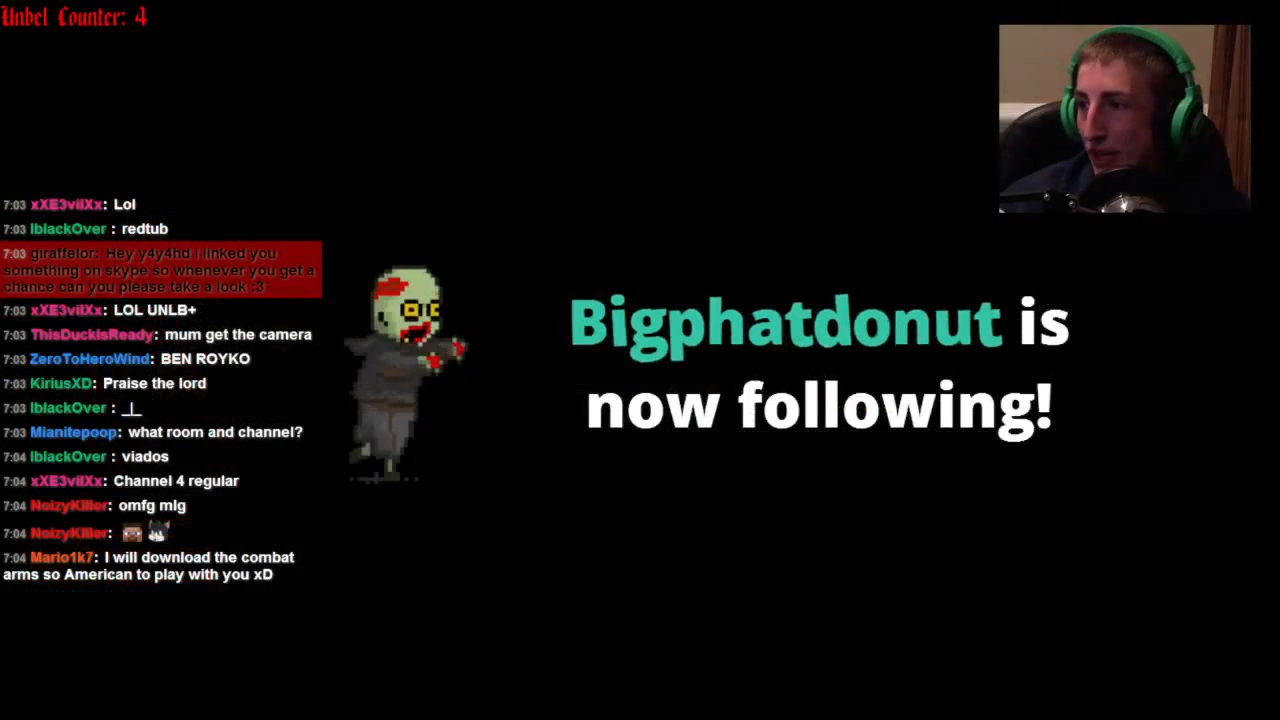 Unbel Counter: 4
7:03 xXE3vilXx: Lol
7:03 lblackOver : redtub
7:03 giraffelor: Hey y4y4hd i linked you
something on skype so whenever you get a
chance can you please take a look :3
7:03 xXE3vilXx: LOL UNLB+
7:03 ThisDuckIsReady: mum get the camera
7:03 ZeroToHeroWind: BEN ROYKO
7:03 KiriusXD: Praise the lord
7:03 lblackOver : _|_
7:03 Mianitepoop: what room and channel?
7:04 lblackOver : viados
7:04 xXE3vilXx: Channel 4 regular
7:04 NoizyKIller: omfg mlg
7:04 NoizyKIller:
7:04 Mario1k7: I will download the combat
arms so American to play with you xD
Bigphatdonut is
now following!